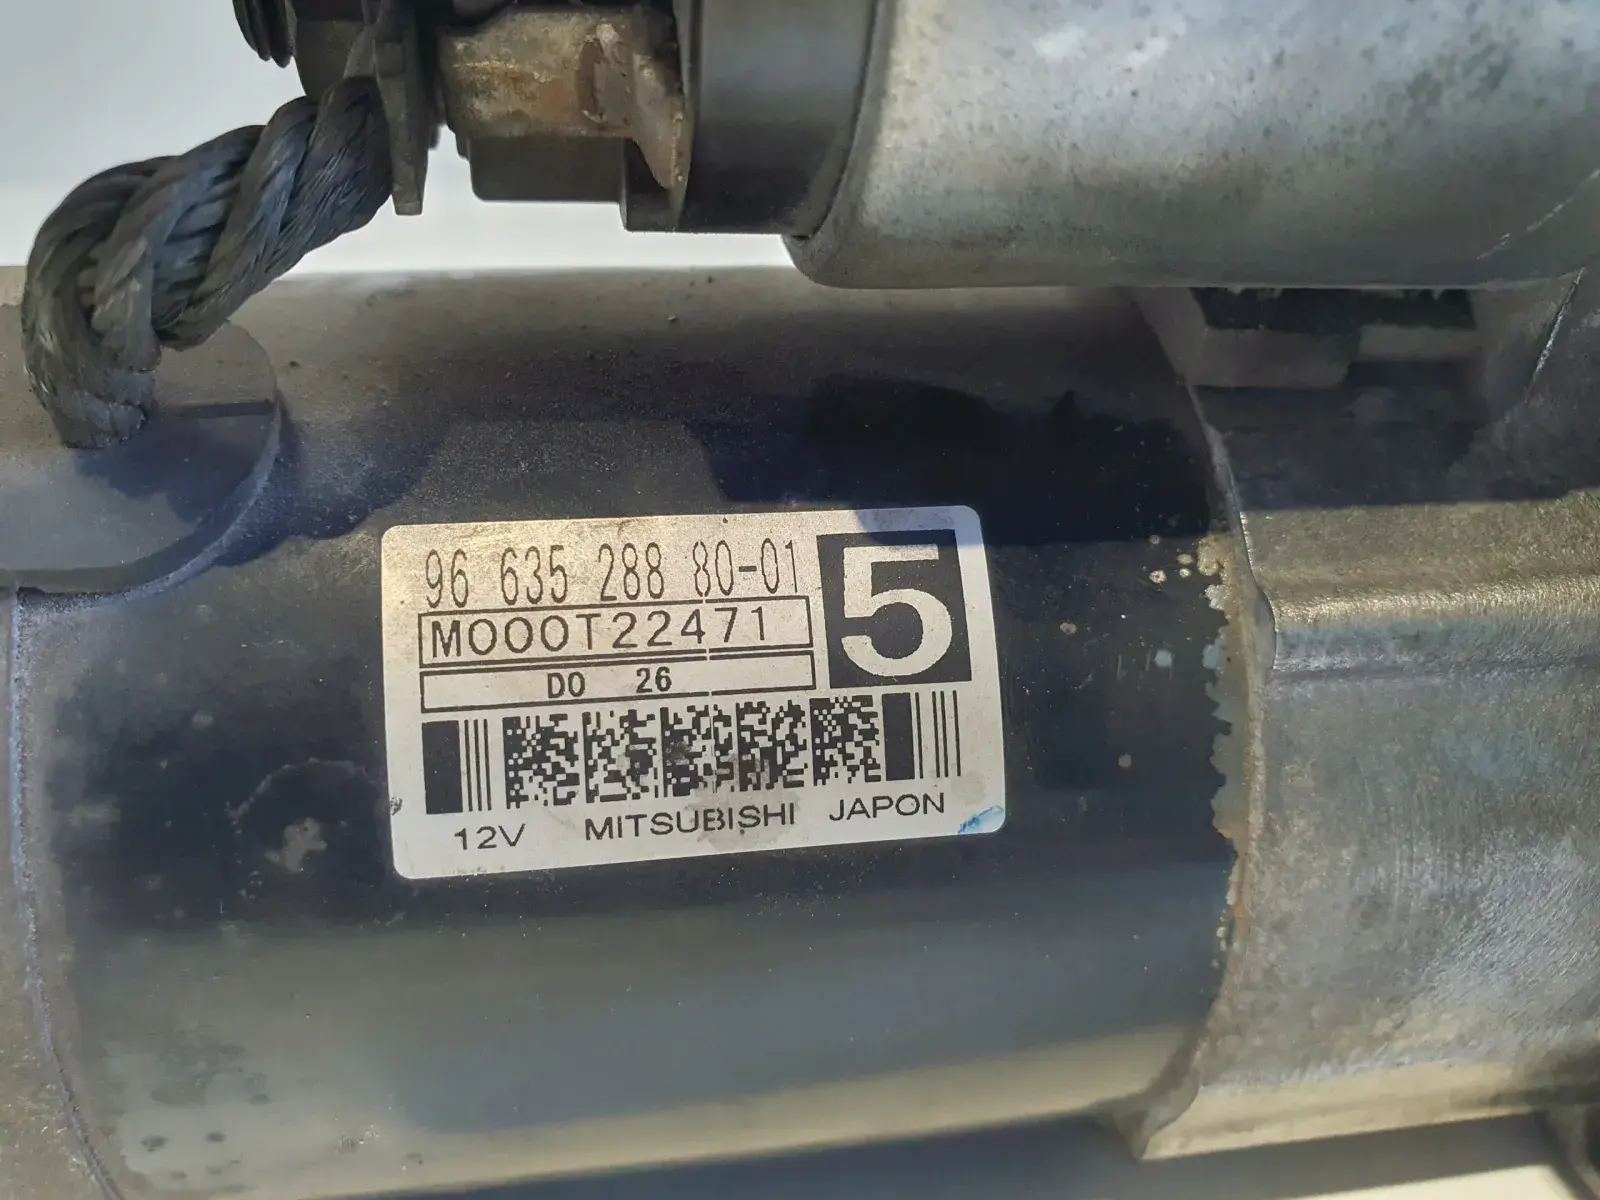 96 635 288 80-01
5
M000T22471
D0 26
12V MITSUBISHI JAPON